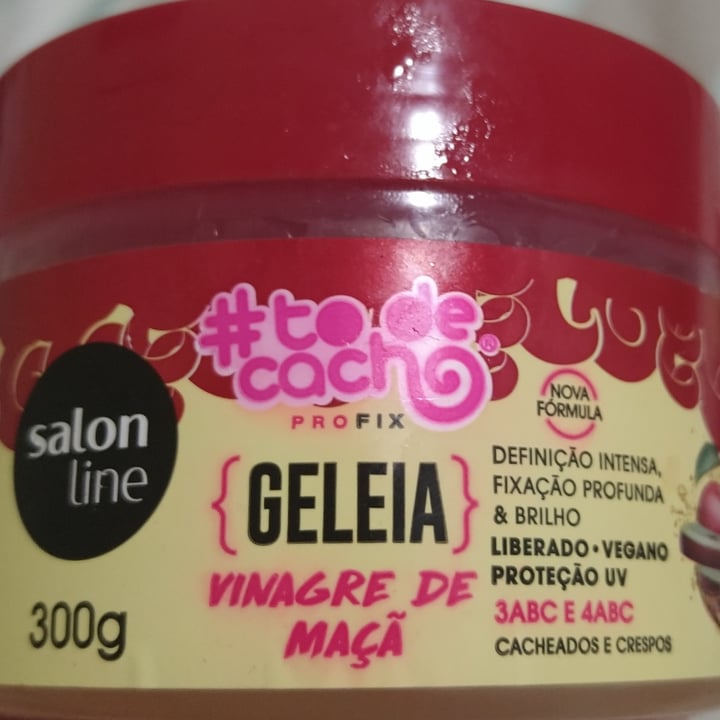 #to de
cacho®
PROFIX
salon
line
{GELEIA}
VINAGRE DE
MAÇÃ
300g
NOVA
FÓRMULA
DEFINIÇÃO INTENSA,
FIXAÇÃO PROFUNDA
& BRILHO
LIBERADO • VEGANO
PROTEÇÃO UV
3ABC E 4ABC
CACHEADOS E CRESPOS